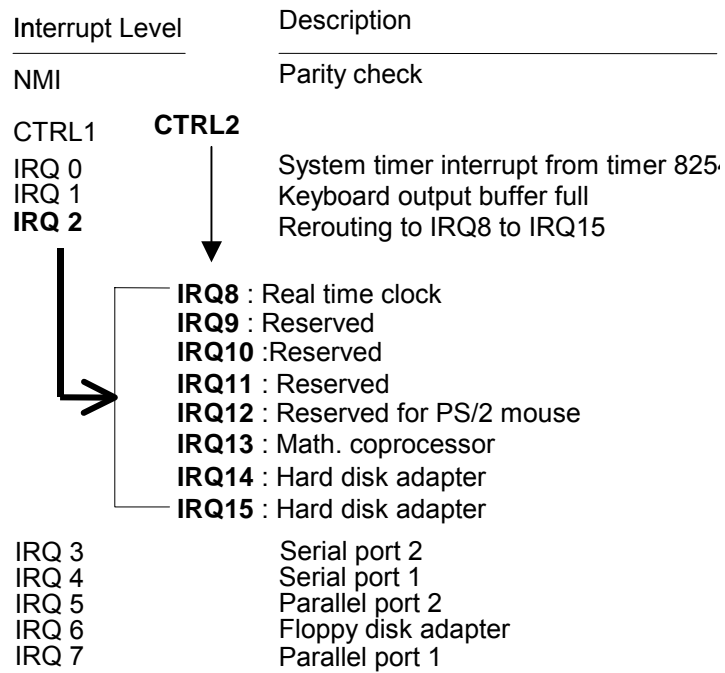 Interrupt Level Description
NMI Parity check
CTRL1 CTRL2
IRQ 0 System timer interrupt from timer 8254
IRQ 1 Keyboard output buffer full
IRQ 2 Rerouting to IRQ8 to IRQ15
IRQ8 : Real time clock
IRQ9 : Reserved
IRQ10 :Reserved
IRQ11 : Reserved
IRQ12 : Reserved for PS/2 mouse
IRQ13 : Math. coprocessor
IRQ14 : Hard disk adapter
IRQ15 : Hard disk adapter
IRQ 3 Serial port 2
IRQ 4 Serial port 1
IRQ 5 Parallel port 2
IRQ 6 Floppy disk adapter
IRQ 7 Parallel port 1